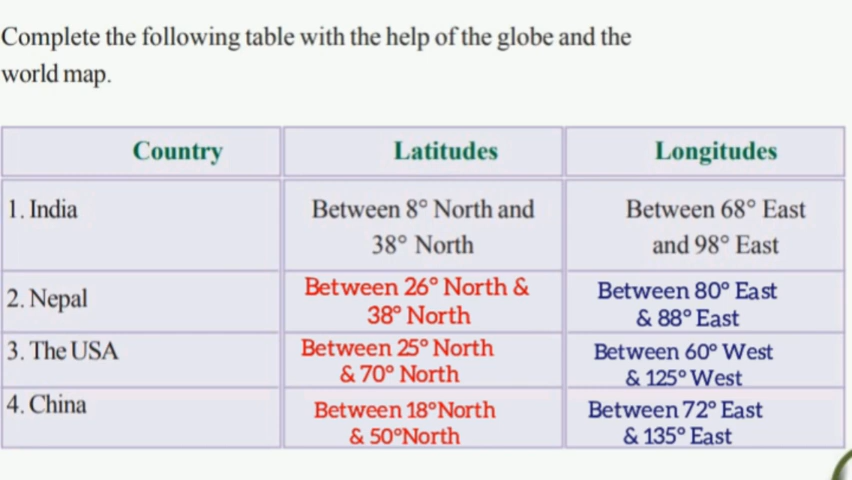 Complete the following table with the help of the globe and the
world map.
Country Latitudes Longitudes
1. India
Between 8° North and
38° North
Between 68° East
and 98° East
2. Nepal
Between 26° North &
38° North
Between 80° East
& 88° East
3. The USA
Between 25° North
& 70° North
Between 60° West
& 125° West
4. China
Between 18°North
& 50°North
Between 72° East
& 135° East